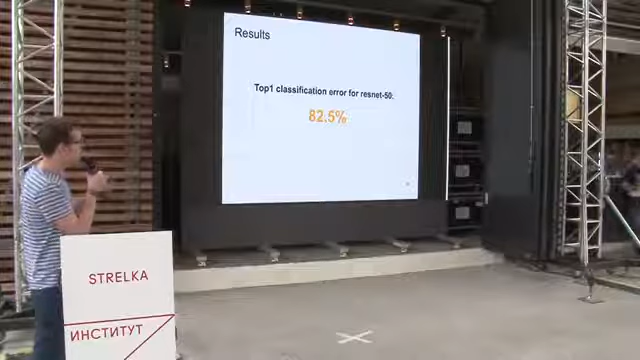 Results
Top1 classification error for resnet-50:
82.5%
STRELKA
ИНСТИТУТ